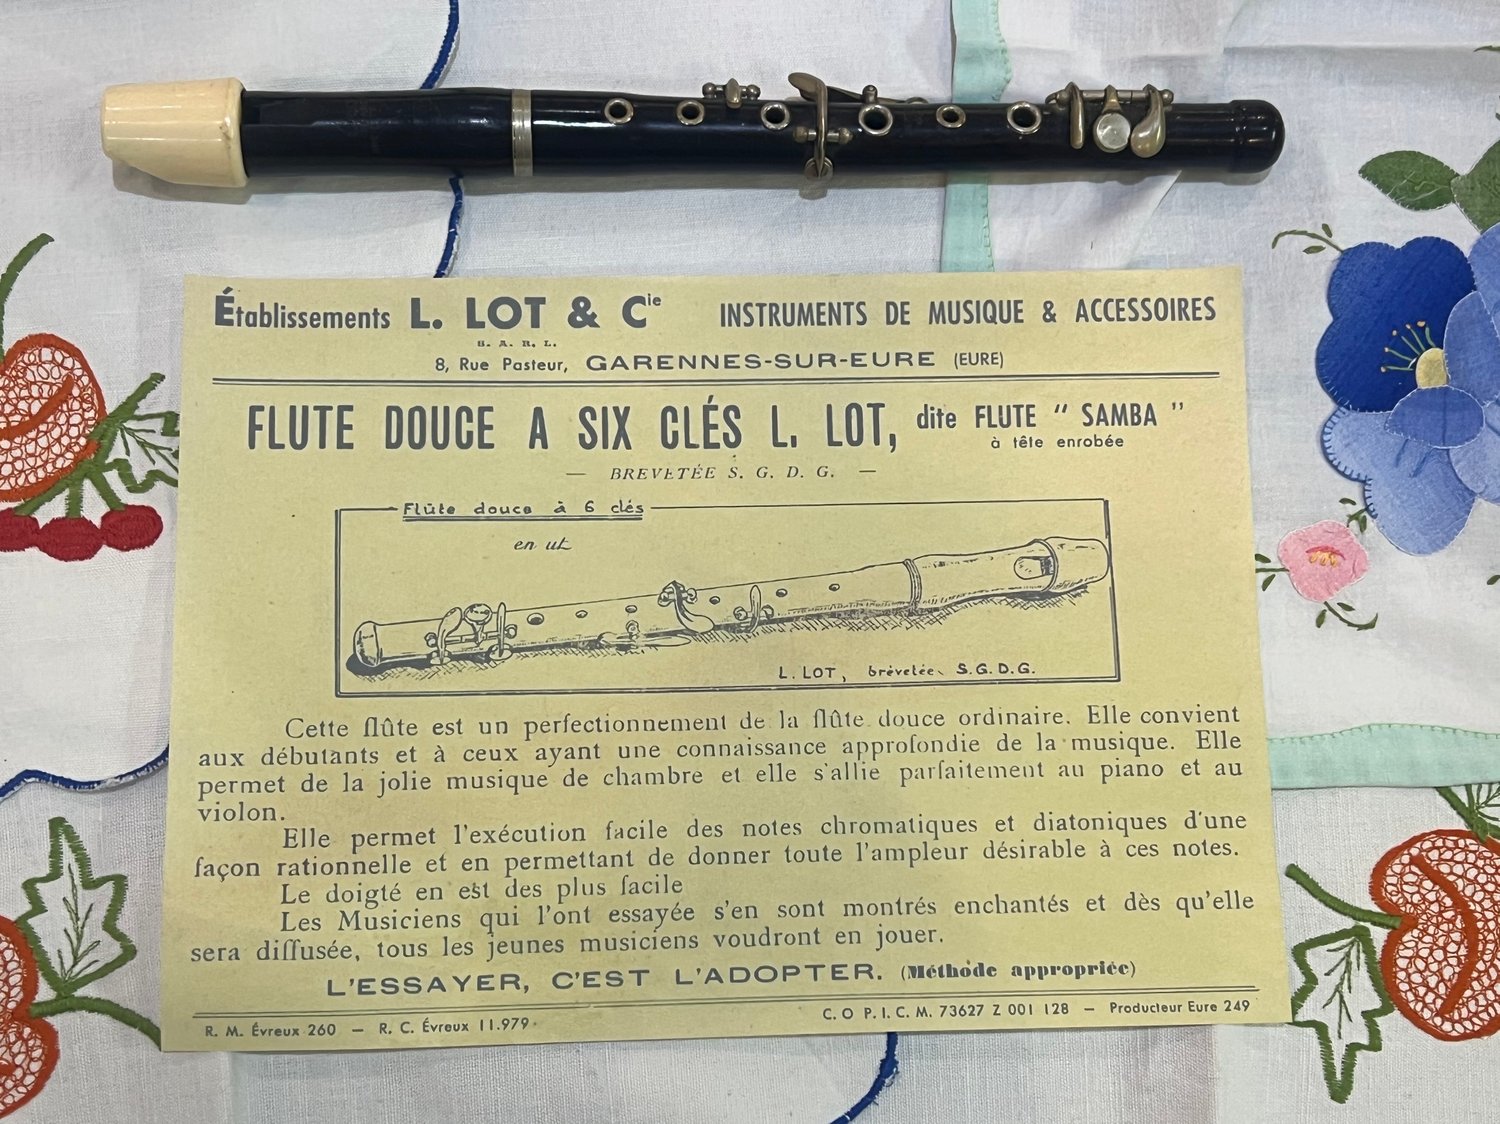 Établissements L. LOT & Cie INSTRUMENTS DE MUSIQUE & ACCESSOIRES
S. A. R. L.
8, Rue Pasteur, GARENNES-SUR-EURE (EURE)
FLUTE DOUCE A SIX CLÉS L. LOT, dite FLUTE " SAMBA "
à tête enrobée
— BREVETÉE S. G. D. G. —
Flûte douce à 6 clés
en ut
L. LOT, brévetée S.G.D.G.
Cette flûte est un perfectionnement de la flûte douce ordinaire. Elle convient
aux débutants et à ceux ayant une connaissance approfondie de la musique. Elle
permet de la jolie musique de chambre et elle s'allie parfaitement au piano et au
violon.
Elle permet l'exécution facile des notes chromatiques et diatoniques d'une
façon rationnelle et en permettant de donner toute l'ampleur désirable à ces notes.
Le doigté en est des plus facile
Les Musiciens qui l'ont essayée s'en sont montrés enchantés et dès qu'elle
sera diffusée, tous les jeunes musiciens voudront en jouer.
L'ESSAYER, C'EST L'ADOPTER. (Méthode appropriée)
R. M. Évreux 260 — R. C. Évreux 11.979 C. O P. I. C. M. 73627 Z 001 128 — Producteur Eure 249